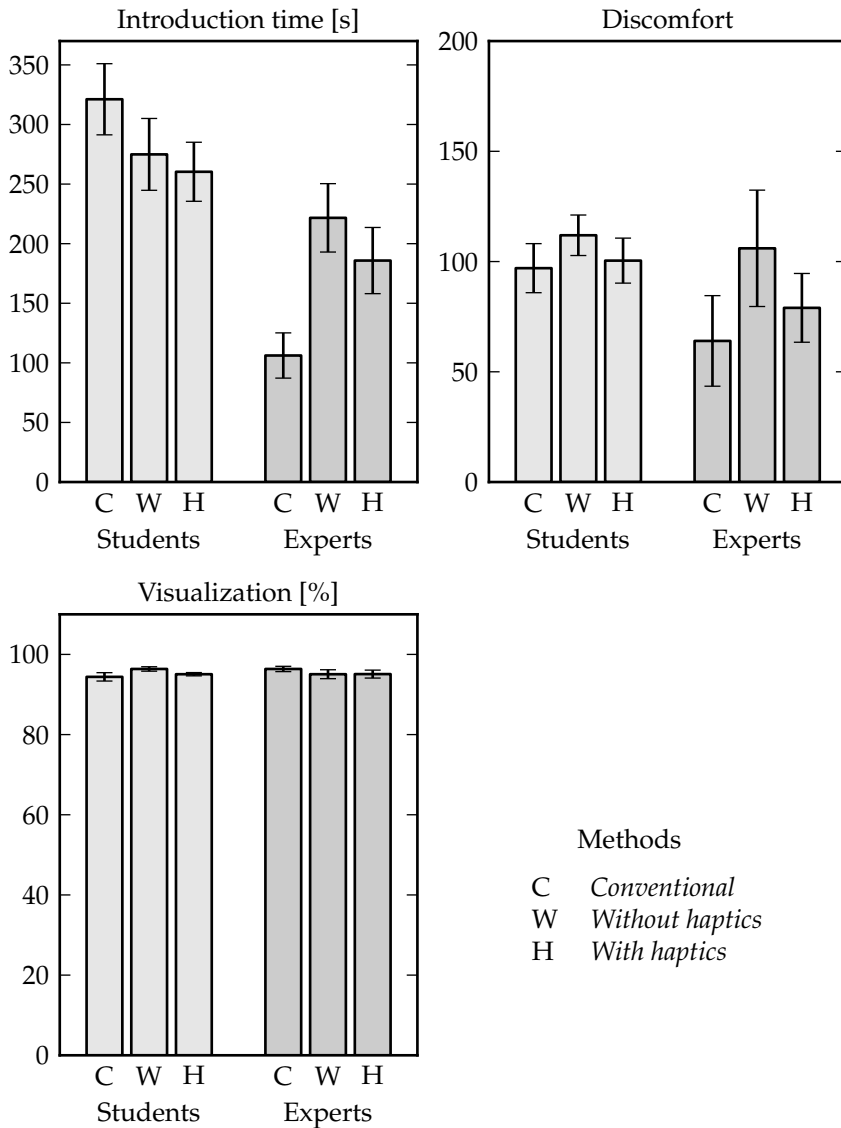 Introduction time [s]
350
300
250
200
150
100
50
0
C W H C W H
Students Experts
Discomfort
200
150
100
50
0
C W H C W H
Students Experts
Visualization [%]
100
80
60
40
20
0
C W H C W H
Students Experts
Methods
C Conventional
W Without haptics
H With haptics